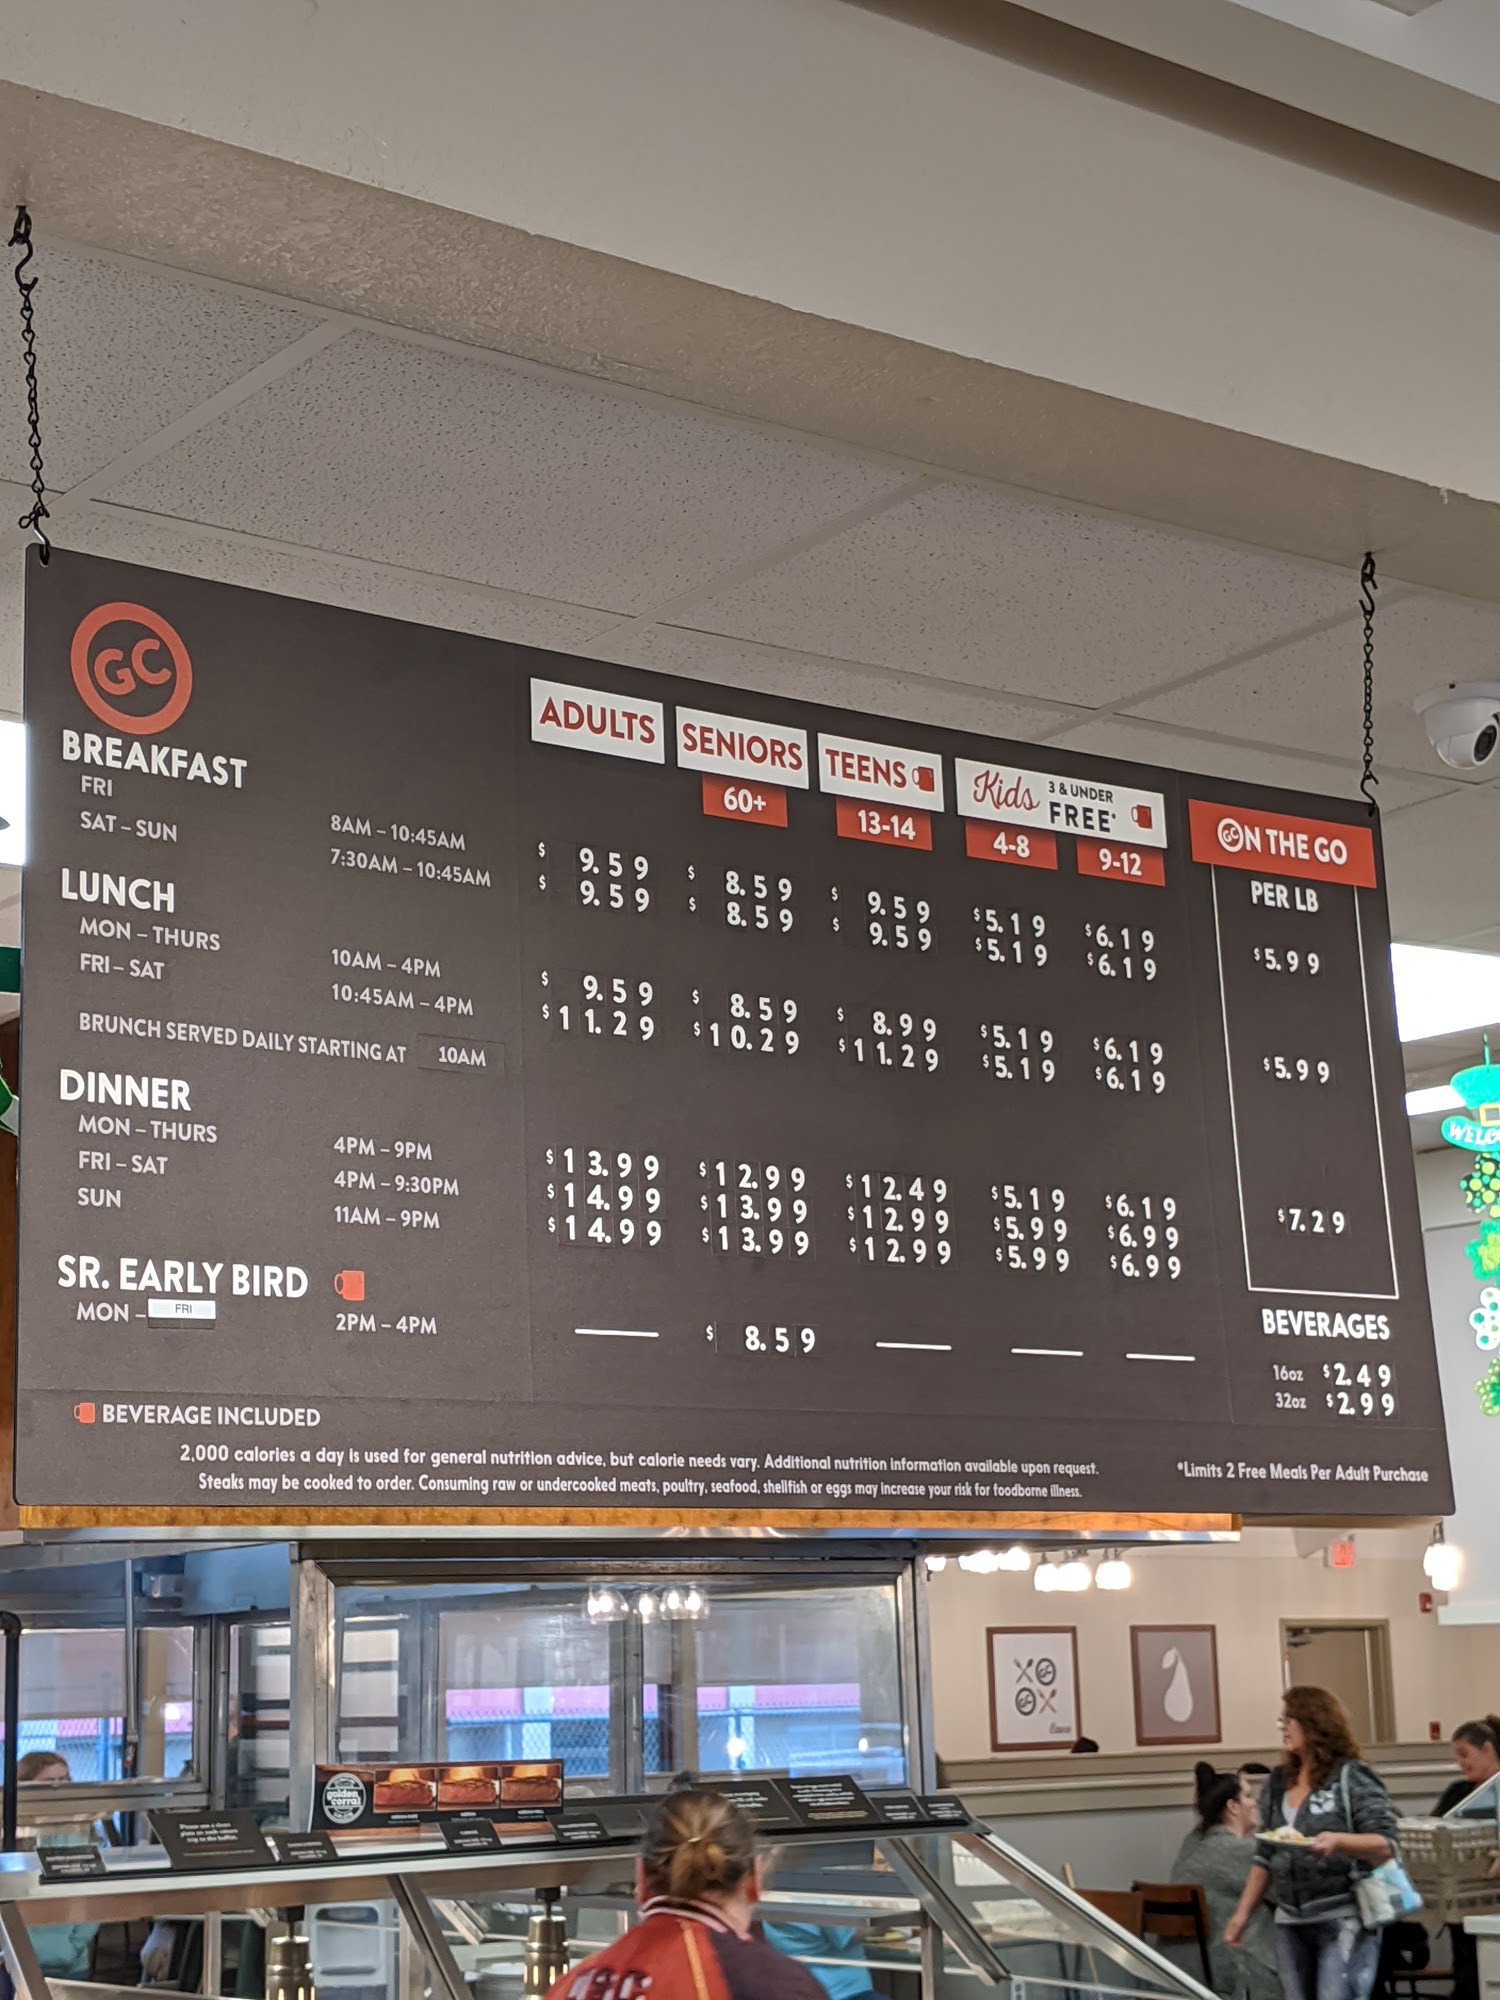 GC
ADULTS SENIORS TEENS Kids 3 & UNDER FREE*
60+ 13-14 4-8 9-12
GC ON THE GO
PER LB
BREAKFAST
FRI 8AM – 10:45AM $9.59 $8.59 $9.59 $5.19 $6.19 $5.99
SAT – SUN 7:30AM – 10:45AM $9.59 $8.59 $9.59 $5.19 $6.19
LUNCH
MON – THURS 10AM – 4PM $9.59 $8.59 $8.99 $5.19 $6.19 $5.99
FRI – SAT 10:45AM – 4PM $11.29 $10.29 $11.29 $5.19 $6.19
BRUNCH SERVED DAILY STARTING AT 10AM
DINNER
MON – THURS 4PM – 9PM $13.99 $12.99 $12.49 $5.19 $6.19 $7.29
FRI – SAT 4PM – 9:30PM $14.99 $13.99 $12.99 $5.99 $6.99
SUN 11AM – 9PM $14.99 $13.99 $12.99 $5.99 $6.99
SR. EARLY BIRD
MON – FRI 2PM – 4PM $8.59
BEVERAGES
16oz $2.49
32oz $2.99
BEVERAGE INCLUDED
2,000 calories a day is used for general nutrition advice, but calorie needs vary. Additional nutrition information available upon request.
Steaks may be cooked to order. Consuming raw or undercooked meats, poultry, seafood, shellfish or eggs may increase your risk for foodborne illness.
*Limits 2 Free Meals Per Adult Purchase
golden
corral
GC
GC